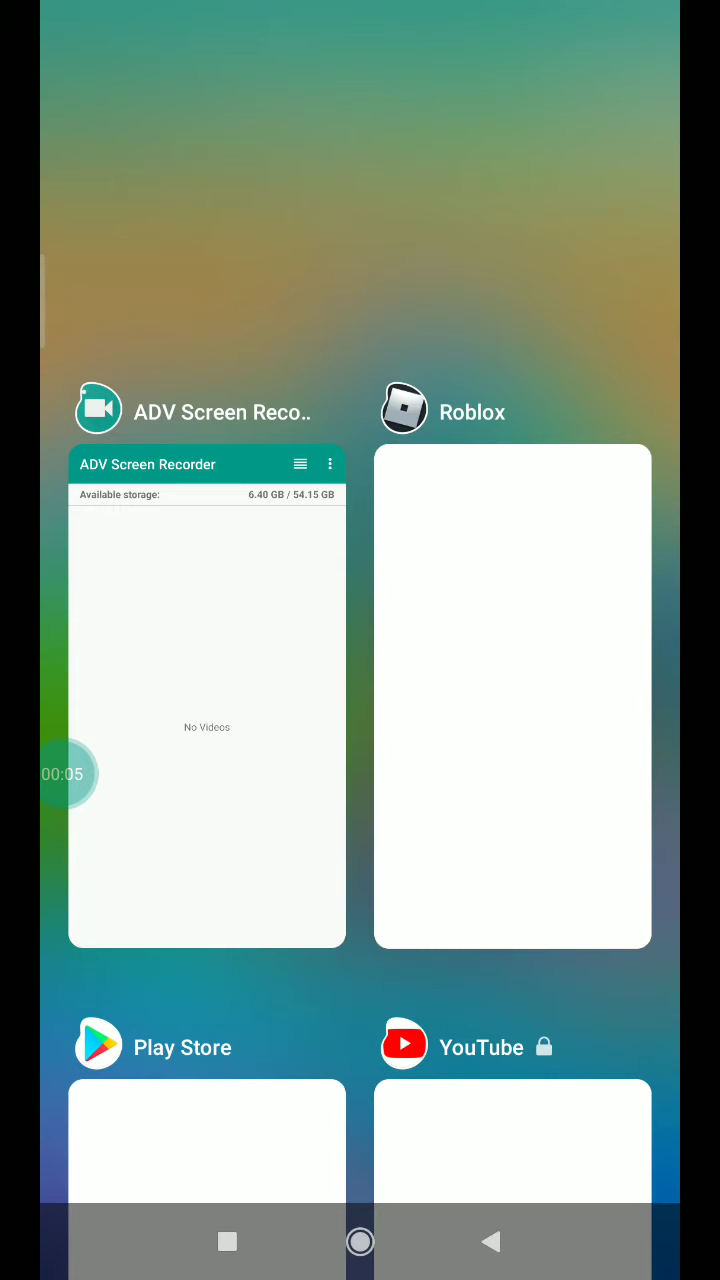 ADV Screen Reco..
Roblox
ADV Screen Recorder
Available storage:
6.40 GB / 54.15 GB
No Videos
00:05
Play Store
YouTube